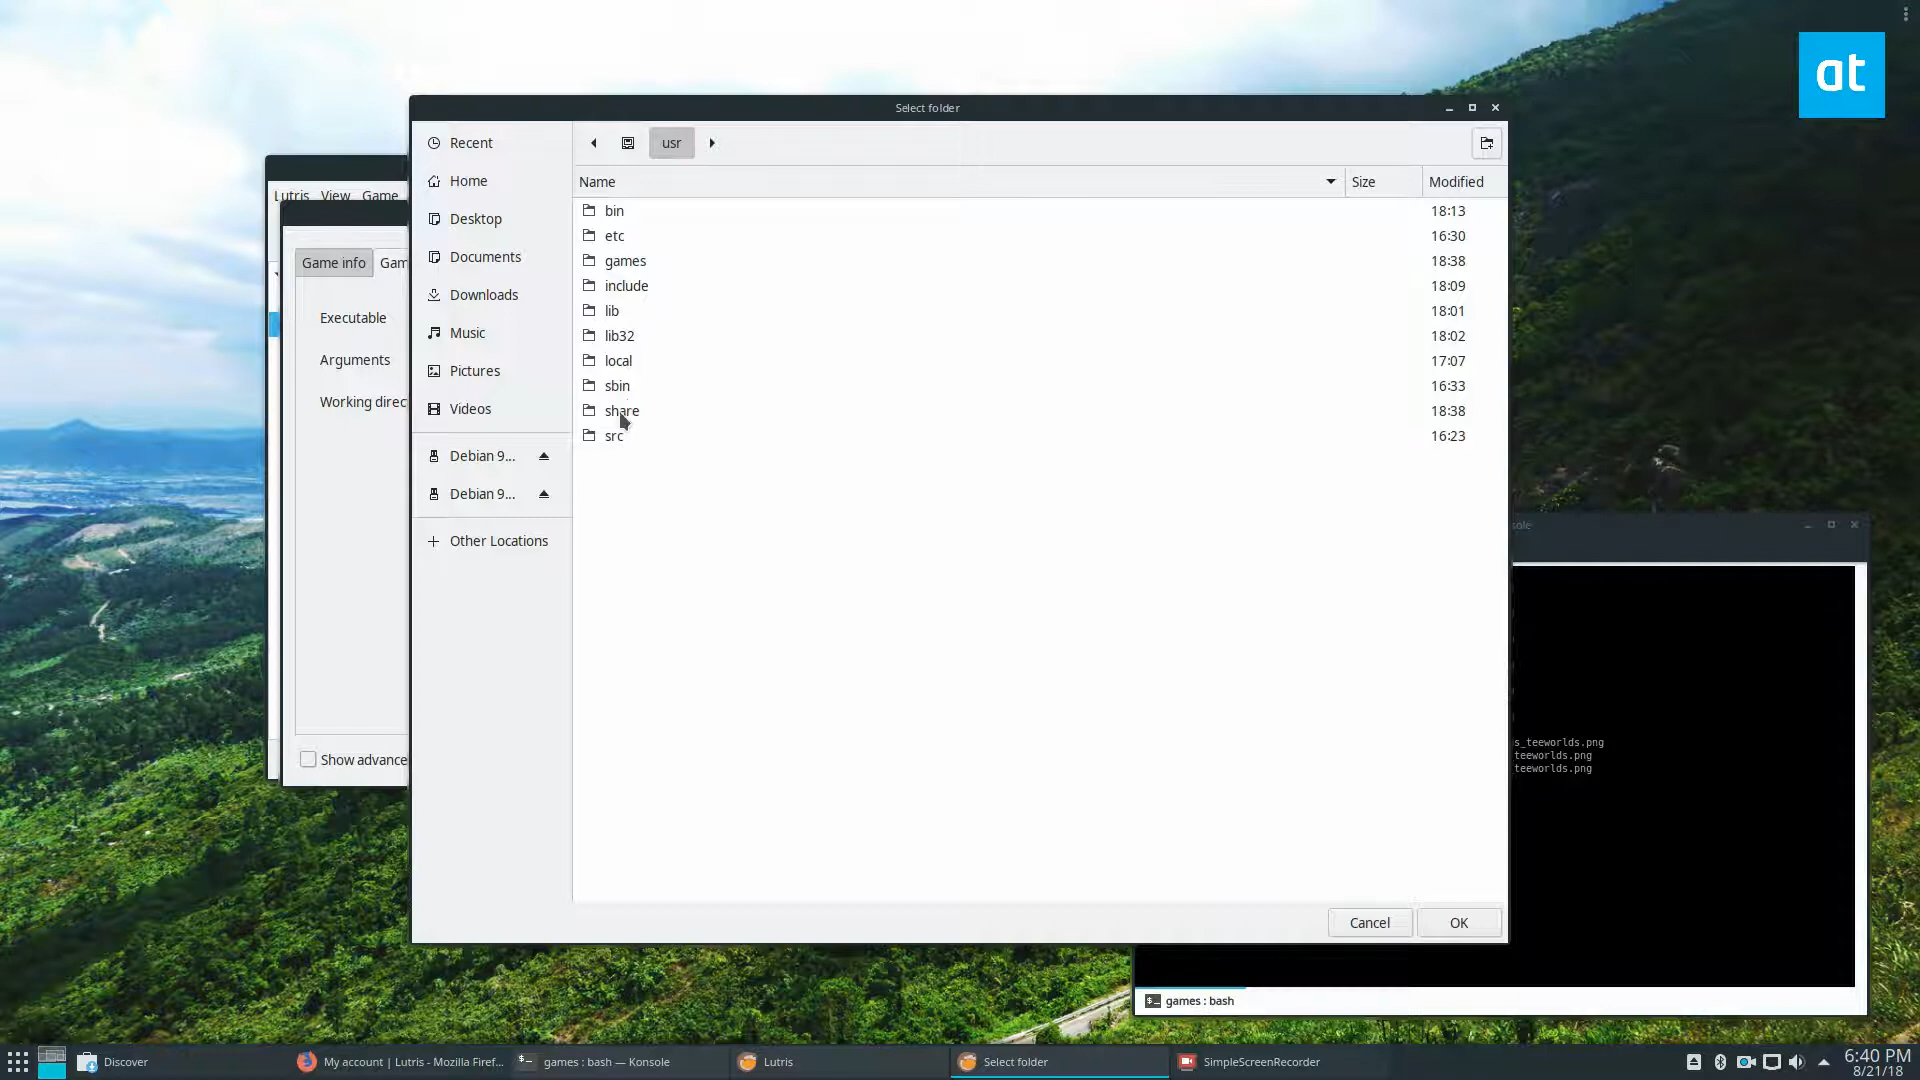 at
Select folder
Recent
Home
Desktop
Documents
Downloads
Music
Pictures
Videos
Debian 9...
Debian 9...
Other Locations
usr
Name Size Modified
bin 18:13
etc 16:30
games 18:38
include 18:09
lib 18:01
lib32 18:02
local 17:07
sbin 16:33
share 18:38
src 16:23
Cancel OK
Lutris View Game
Game info Gam
Executable
Arguments
Working direc
Show advance
sole
s_teeworlds.png
teeworlds.png
teeworlds.png
games : bash
Discover
My account | Lutris - Mozilla Firef...
games : bash — Konsole
Lutris
Select folder
SimpleScreenRecorder
6:40 PM
8/21/18